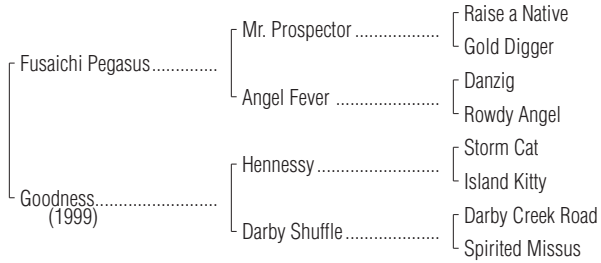 Raise a Native
Mr. Prospector ....................
Gold Digger
Fusaichi Pegasus..............
Danzig
Angel Fever ........................
Rowdy Angel
Storm Cat
Hennessy ............................
Island Kitty
Goodness...........................
(1999)
Darby Creek Road
Darby Shuffle......................
Spirited Missus